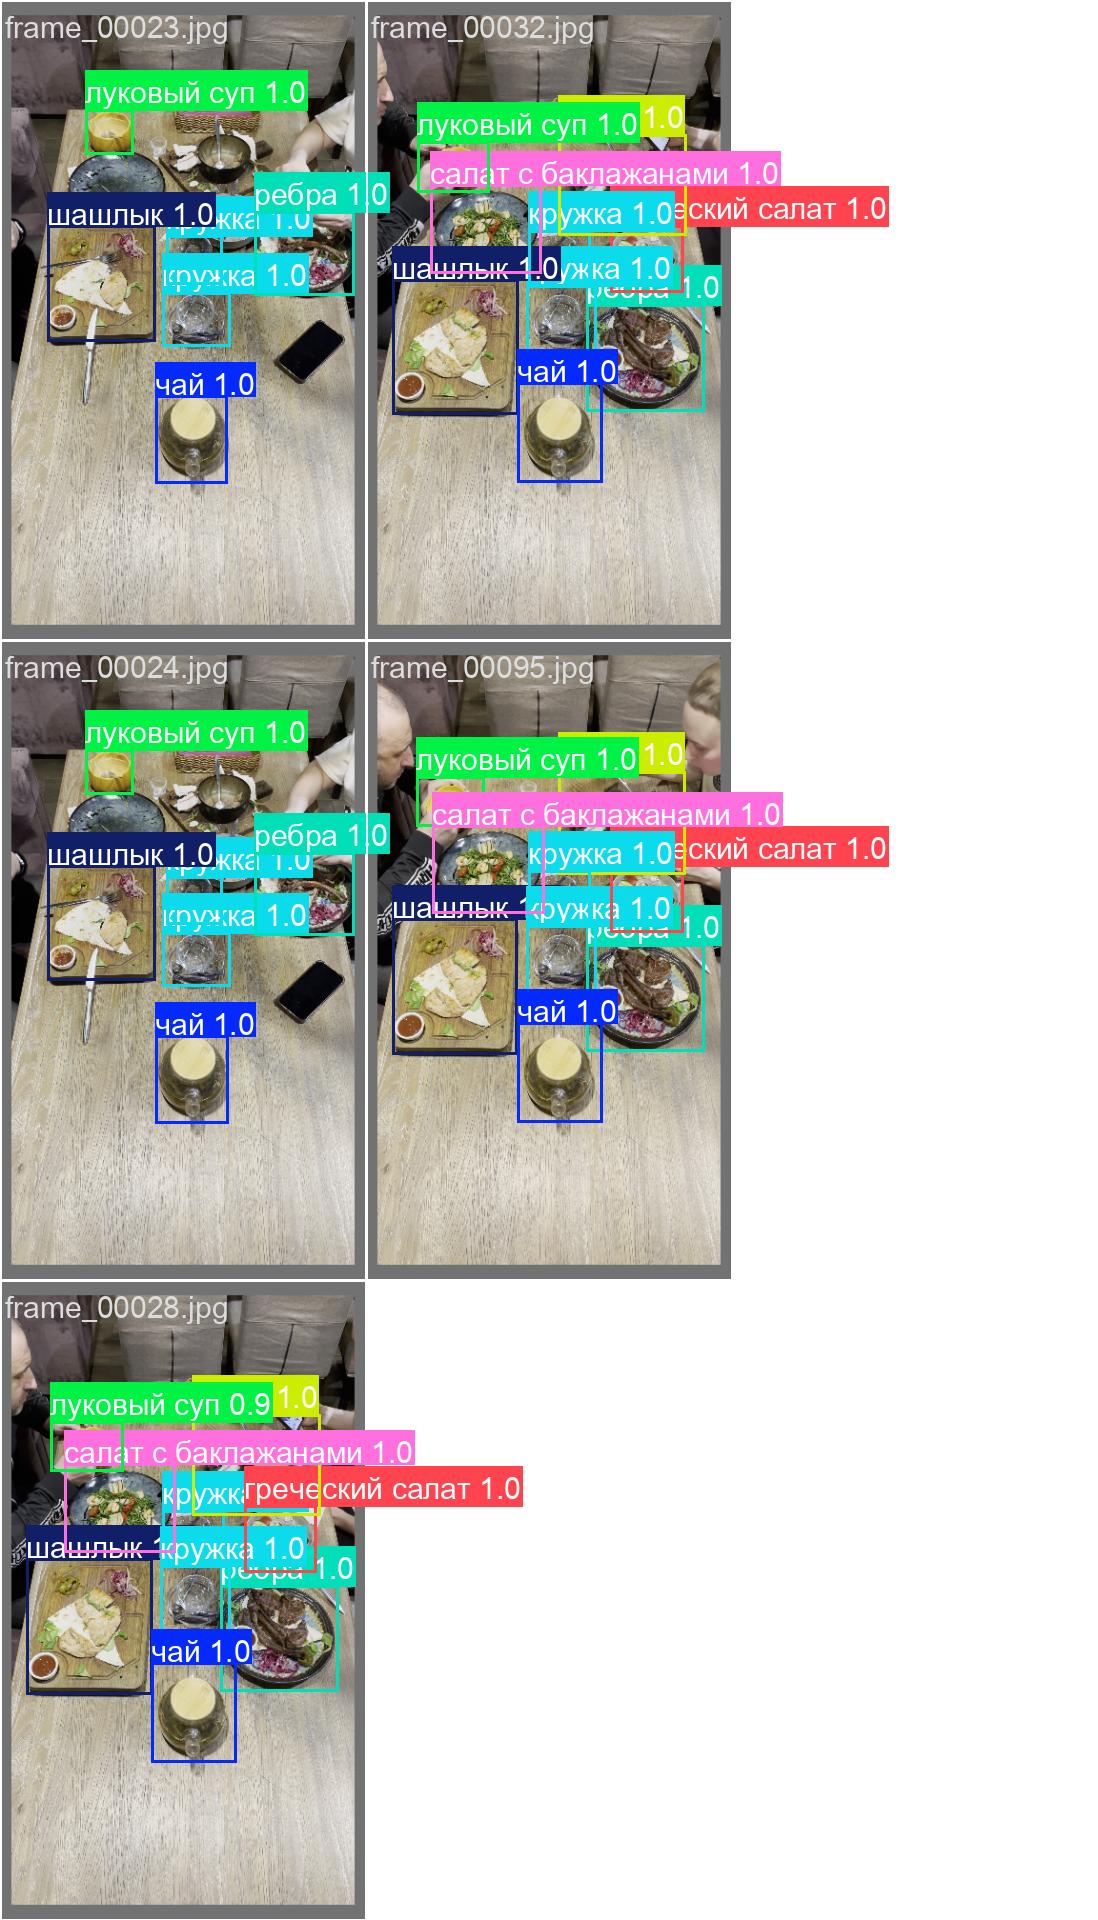 frame_00023.jpg
луковый суп 1.0
ребра 1.0
шашлык 1.0
кружка 1.0
чай 1.0
frame_00032.jpg
1.0
луковый суп 1.0
салат с баклажанами 1.0
кружка 1.0
еский салат 1.0
шашлык 1.0
ужка 1.0
ребра 1.0
чай 1.0
frame_00024.jpg
луковый суп 1.0
ребра 1.0
шашлык 1.0
кружка 1.0
кружка 1.0
чай 1.0
frame_00095.jpg
1.0
луковый суп 1.0
салат с баклажанами 1.0
кружка 1.0
еский салат 1.0
шашлык 1
кружка 1.0
ребра 1.0
чай 1.0
frame_00028.jpg
1.0
луковый суп 0.9
салат с баклажанами 1.0
кружка
греческий салат 1.0
шашлык 1
кружка 1.0
ребра 1.0
чай 1.0